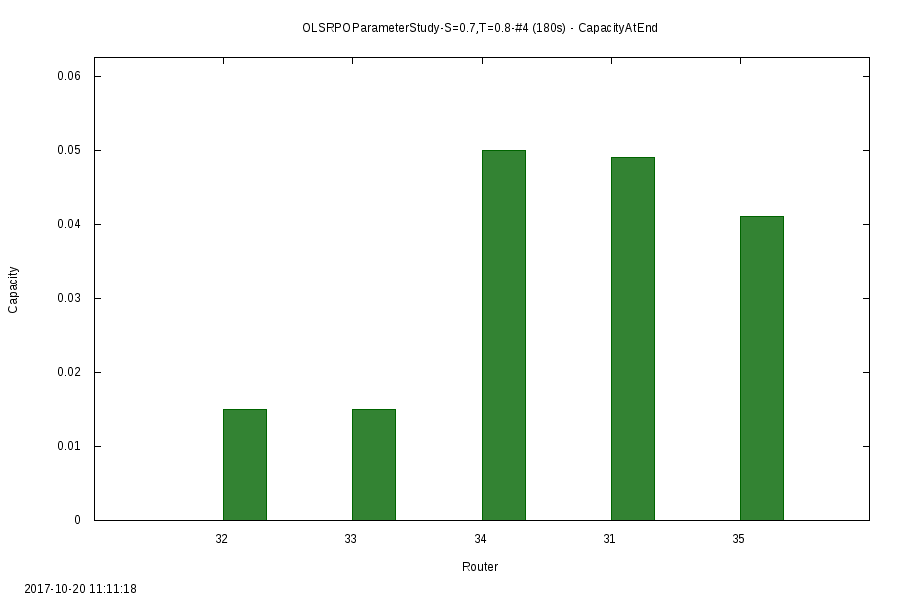 OLSRPOParameterStudy-S=0.7,T=0.8-#4 (180s) - CapacityAtEnd
0.06
0.05
0.04
0.03
0.02
0.01
0
Capacity
32 33 34 31 35
Router
2017-10-20 11:11:18